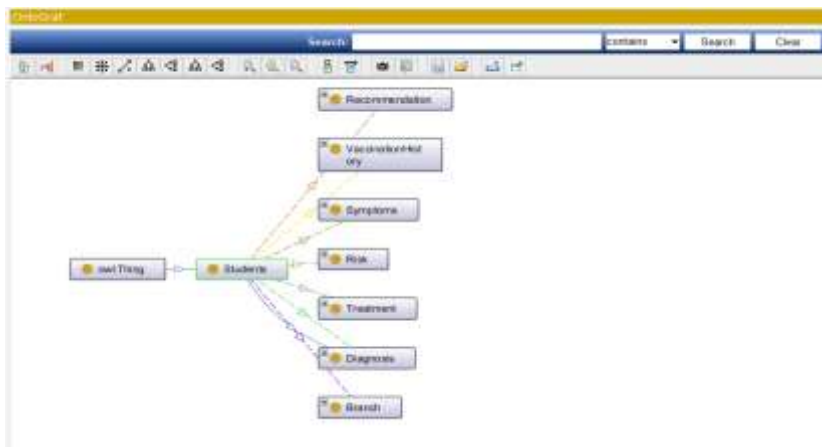 OntoGraf
Search:
contains
Search
Clear
Recommendation
VaccinationHist
ory
Symptoms
owl:Thing
Students
Risk
Treatment
Diagnosis
Branch